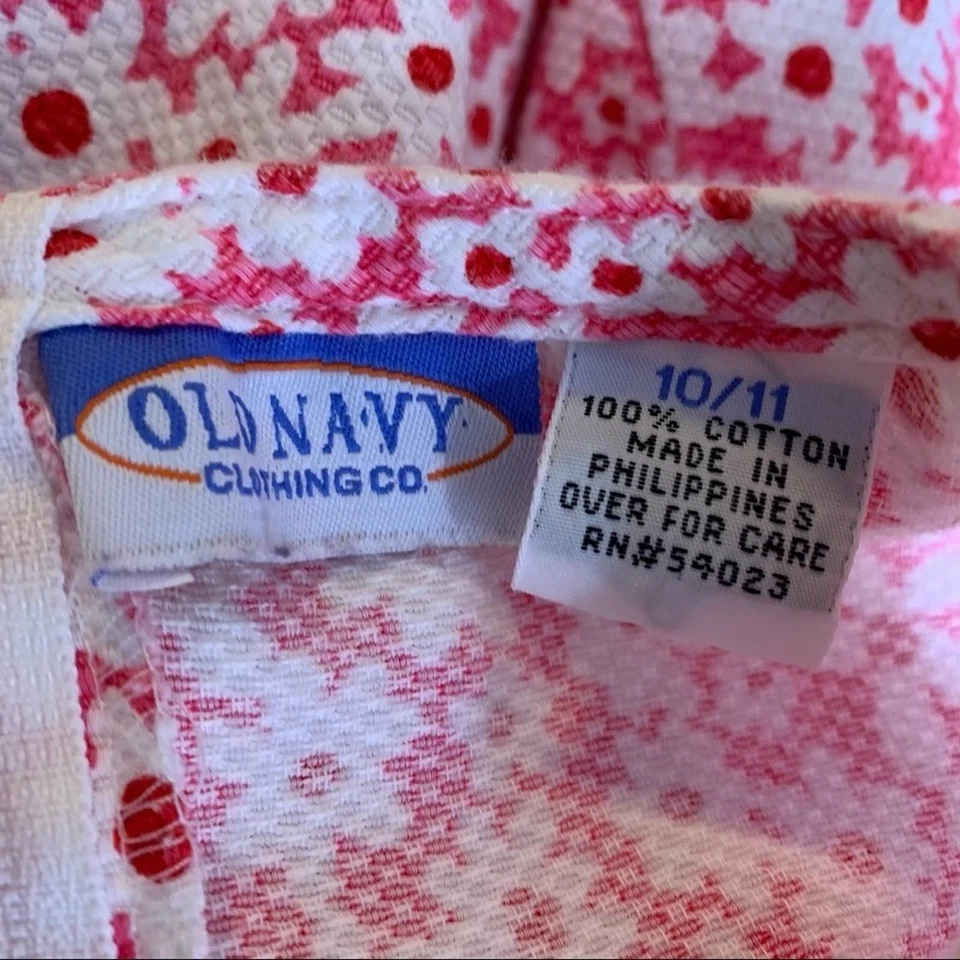 OLD NAVY
CLOTHING CO.
10/11
100% COTTON
MADE IN
PHILIPPINES
OVER FOR CARE
RN#54023